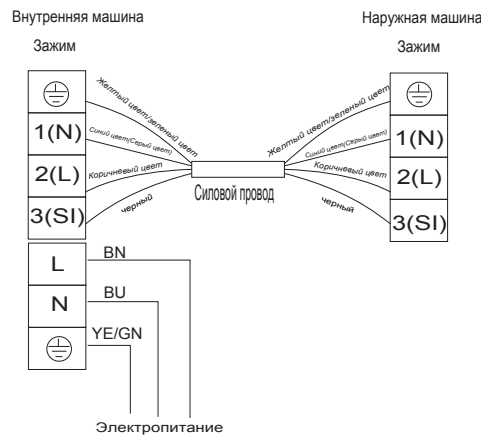 Внутренняя машина
Наружная машина
Зажим
Зажим
Желтый цвет/зеленый цвет
Желтый цвет/зеленый цвет
1(N)
Синий цвет(Серый цвет)
Синий цвет(Серый цвет)
1(N)
2(L)
Коричневый цвет
Коричневый цвет
2(L)
Силовой провод
3(SI)
черный
черный
3(SI)
L
BN
N
BU
YE/GN
Электропитание